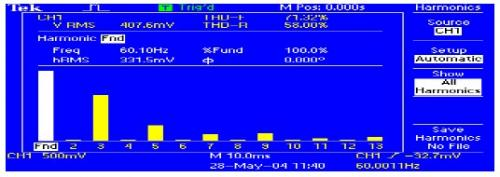 Tek Trig'd M Pos: 0.000s Harmonics
CH1 THD-F 71.32%
V RMS 407.6mV THD-R 58.00%
Source
CH1
Harmonic Fnd
Freq 60.10Hz %Fund 100.0%
hRMS 331.5mV ϕ 0.000°
Setup
Automatic
Show
All
Harmonics
Save
Harmonics
No File
Fnd 2 3 4 5 6 7 8 9 10 11 12 13
CH1 500mV M 10.0ms CH1 -32.7mV
28-May-04 11:40 60.0011Hz